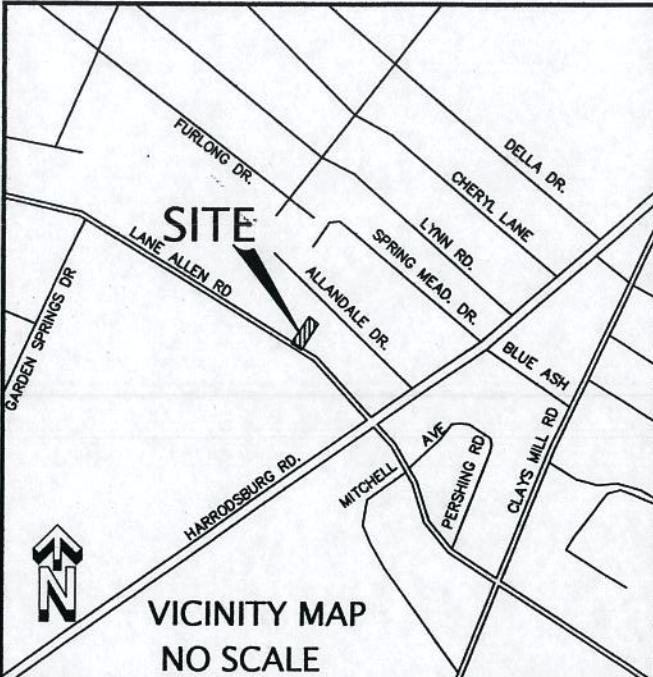 FURLONG DR.
DELLA DR.
CHERYL LANE
LYNN RD.
SITE
SPRING MEAD. DR.
LANE ALLEN RD
ALLANDALE DR.
GARDEN SPRINGS DR
BLUE ASH
CLAYS MILL RD
MITCHELL AVE
PERSHING RD
HARRODSBURG RD.
N
VICINITY MAP
NO SCALE